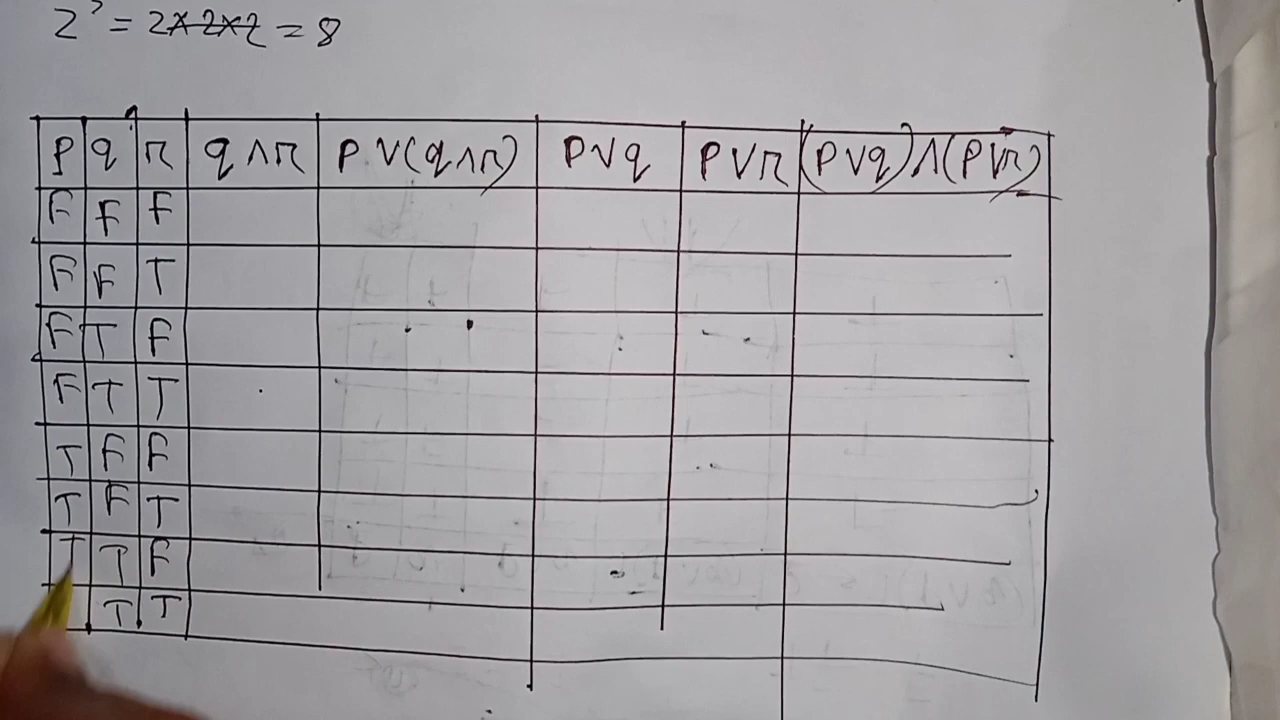 2³ = 2×2×2 = 8
p q r q∧r p∨(q∧r) p∨q p∨r (p∨q)∧(p∨r)
F F F
F F T
F T F
F T T
T F F
T F T
T T F
T T